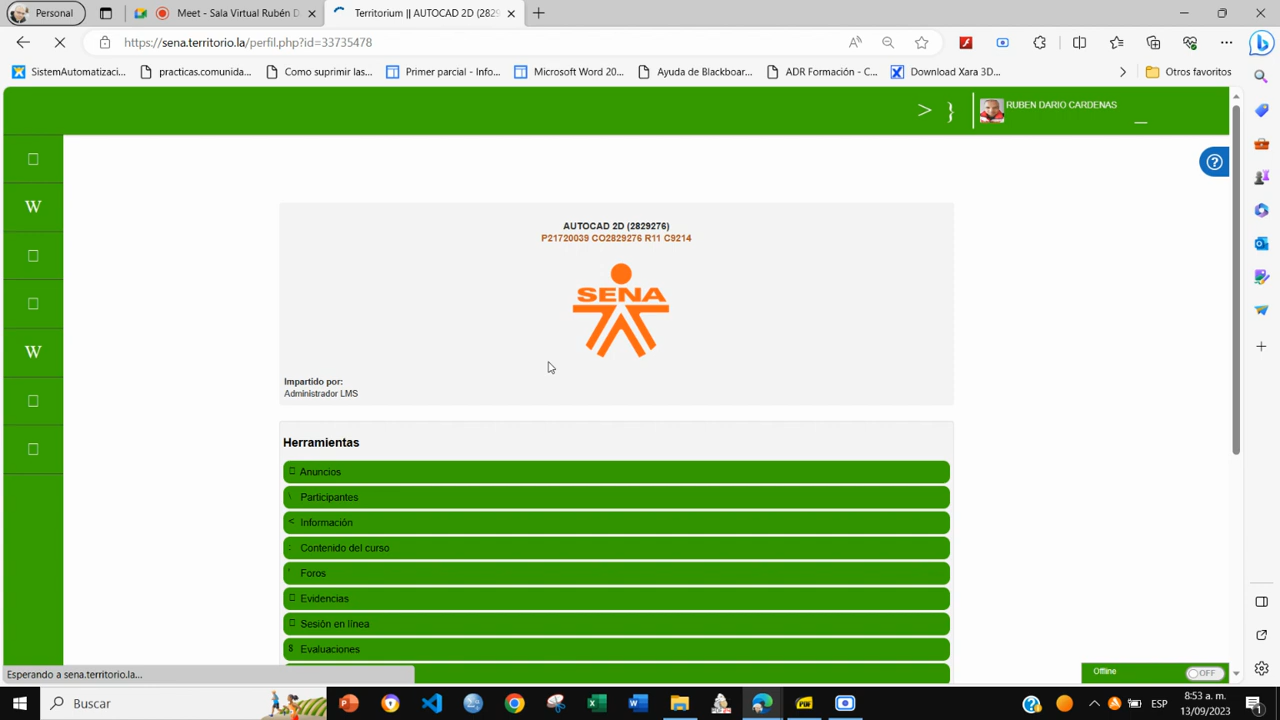 Personal
Meet - Sala Virtual Rubén D
Territorium || AUTOCAD 2D (2829
https://sena.territorio.la/perfil.php?id=33735478
SistemAutomatizaci...
practicas.comunida...
Como suprimir las...
Primer parcial - Info...
Microsoft Word 20...
Ayuda de Blackboar...
ADR Formación - C...
Download Xara 3D...
Otros favoritos
> }
RUBEN DARIO CARDENAS
W
W
AUTOCAD 2D (2829276)
P21720039 CO2829276 R11 C9214
SENA
Impartido por:
Administrador LMS
Herramientas
Anuncios
\ Participantes
< Información
: Contenido del curso
' Foros
Evidencias
Sesión en línea
§ Evaluaciones
Esperando a sena.territorio.la...
Offline
OFF
Buscar
ESP
8:53 a. m.
13/09/2023